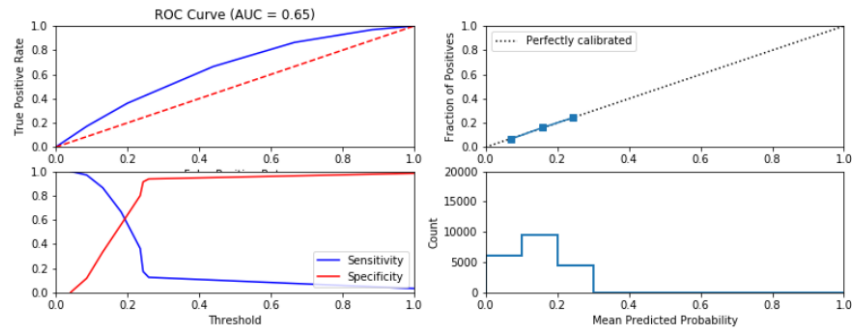 ROC Curve (AUC = 0.65)
True Positive Rate
1.0
0.8
0.6
0.4
0.2
0.0
0.0 0.2 0.4 0.6 0.8 1.0
Perfectly calibrated
Fraction of Positives
1.0
0.8
0.6
0.4
0.2
0.0
0.0 0.2 0.4 0.6 0.8 1.0
1.0
0.8
0.6
0.4
0.2
0.0
0.0 0.2 0.4 0.6 0.8 1.0
Sensitivity
Specificity
Threshold
Count
20000
15000
10000
5000
0
0.0 0.2 0.4 0.6 0.8 1.0
Mean Predicted Probability